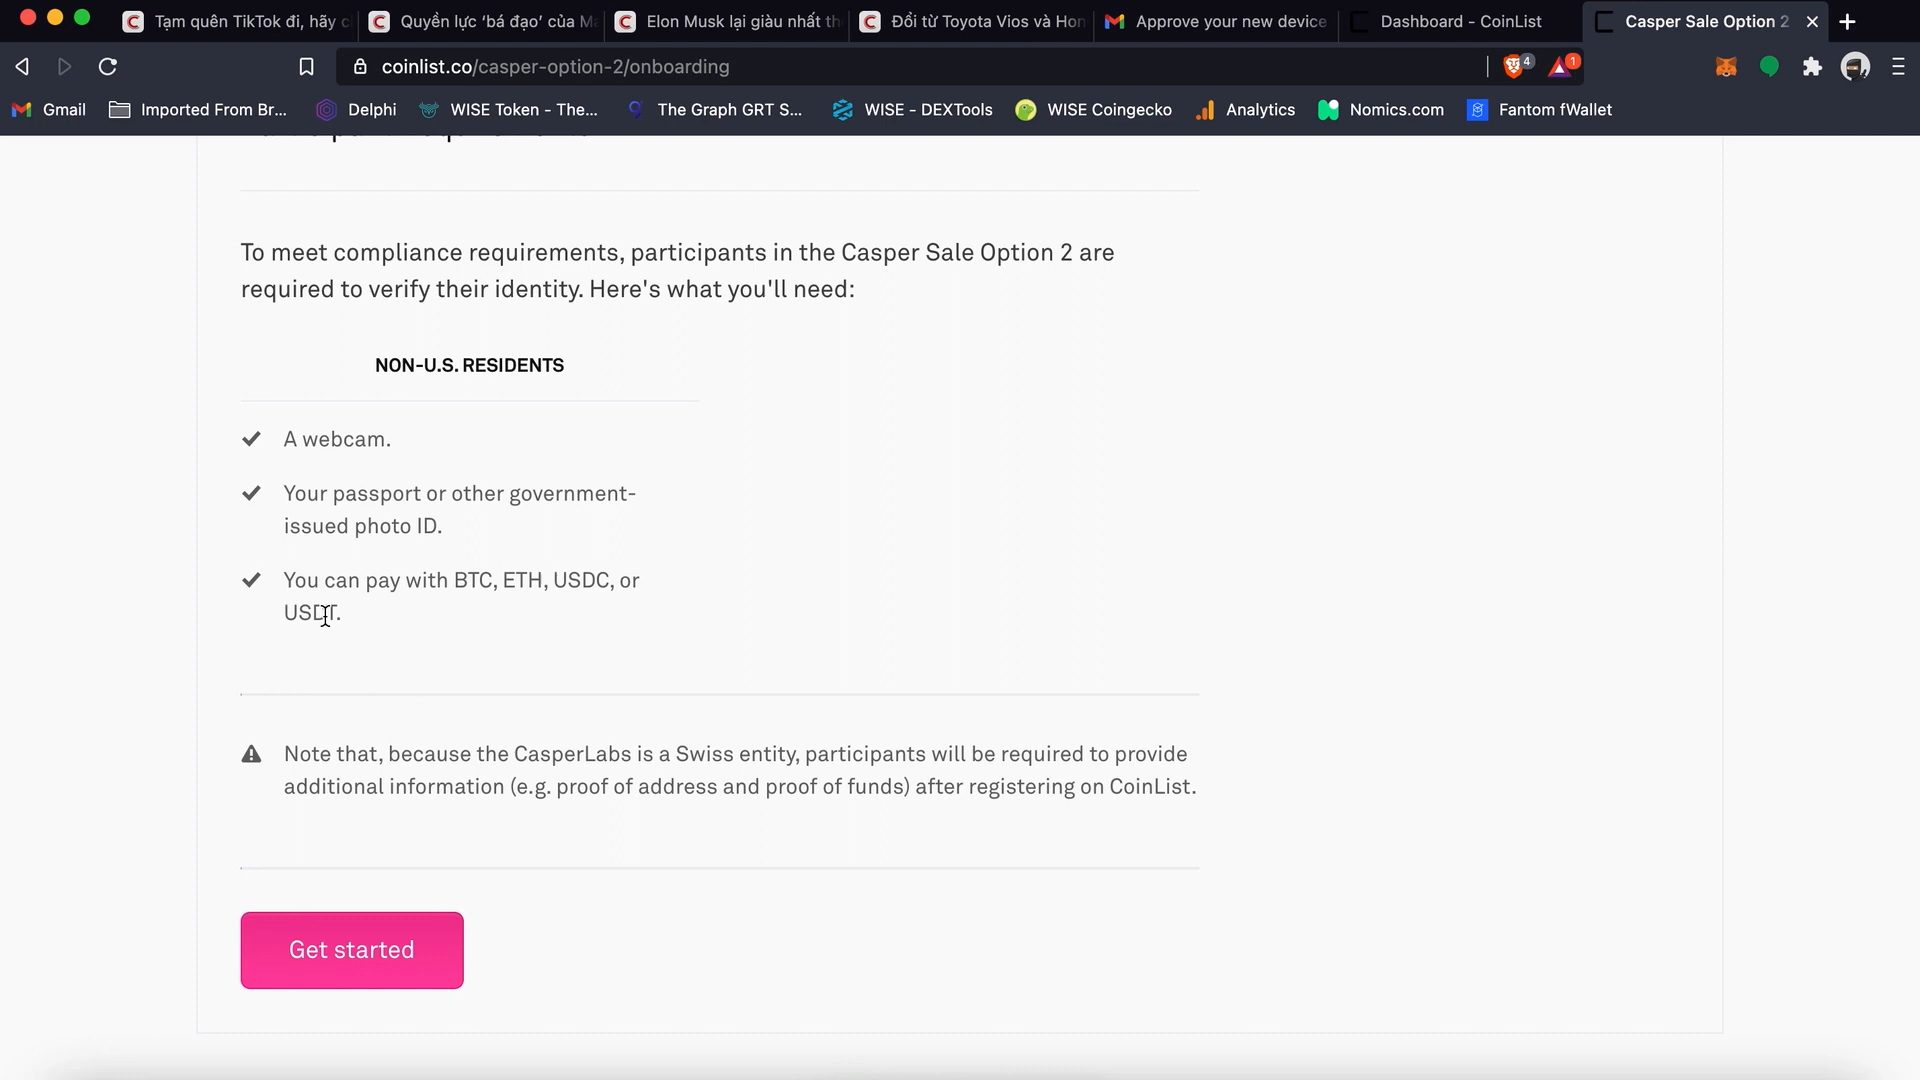 Tạm quên TikTok đi, hãy
Quyền lực ‘bá đạo’ của
Elon Musk lại giàu nhất
Đổi từ Toyota Vios và
Approve your new device
Dashboard - CoinList
Casper Sale Option 2
coinlist.co/casper-option-2/onboarding
4
1
Gmail
Imported From Br...
Delphi
WISE Token - The...
The Graph GRT S...
WISE - DEXTools
WISE Coingecko
Analytics
Nomics.com
Fantom fWallet
To meet compliance requirements, participants in the Casper Sale Option 2 are
required to verify their identity. Here's what you'll need:
NON-U.S. RESIDENTS
A webcam.
Your passport or other government-
issued photo ID.
You can pay with BTC, ETH, USDC, or
USDT.
Note that, because the CasperLabs is a Swiss entity, participants will be required to provide
additional information (e.g. proof of address and proof of funds) after registering on CoinList.
Get started